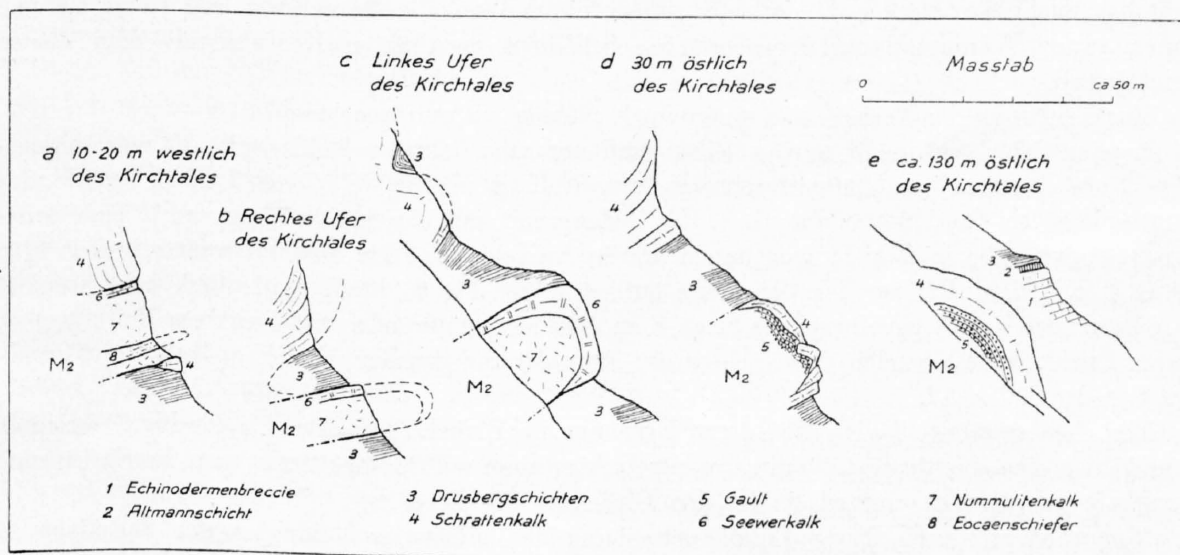 c Linkes Ufer
des Kirchtales
d 30 m östlich
des Kirchtales
Masstab
0 ca 50 m
a 10-20 m westlich
des Kirchtales
b Rechtes Ufer
des Kirchtales
e ca. 130 m östlich
des Kirchtales
4
6
7
8
M2
4
3
4
3
6
7
M2
3
3
4
3
6
7
M2
3
4
3
4
5
M2
3
2
1
4
5
M2
1 Echinodermenbreccie
2 Altmannschicht
3 Drusbergschichten
4 Schrattenkalk
5 Gault
6 Seewerkalk
7 Nummulitenkalk
8 Eocaenschiefer